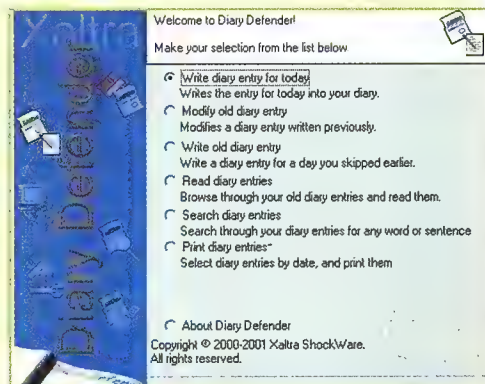 Xaltra
Diary Defender
Welcome to Diary Defender!
Make your selection from the list below
Write diary entry for today
Writes the entry for today into your diary.
Modify old diary entry
Modifies a diary entry written previously.
Write old diary entry
Write a diary entry for a day you skipped earlier.
Read diary entries
Browse through your old diary entries and read them.
Search diary entries
Search through your diary entries for any word or sentence
Print diary entries
Select diary entries by date, and print them
About Diary Defender
Copyright © 2000-2001 Xaltra ShockWare.
All rights reserved.